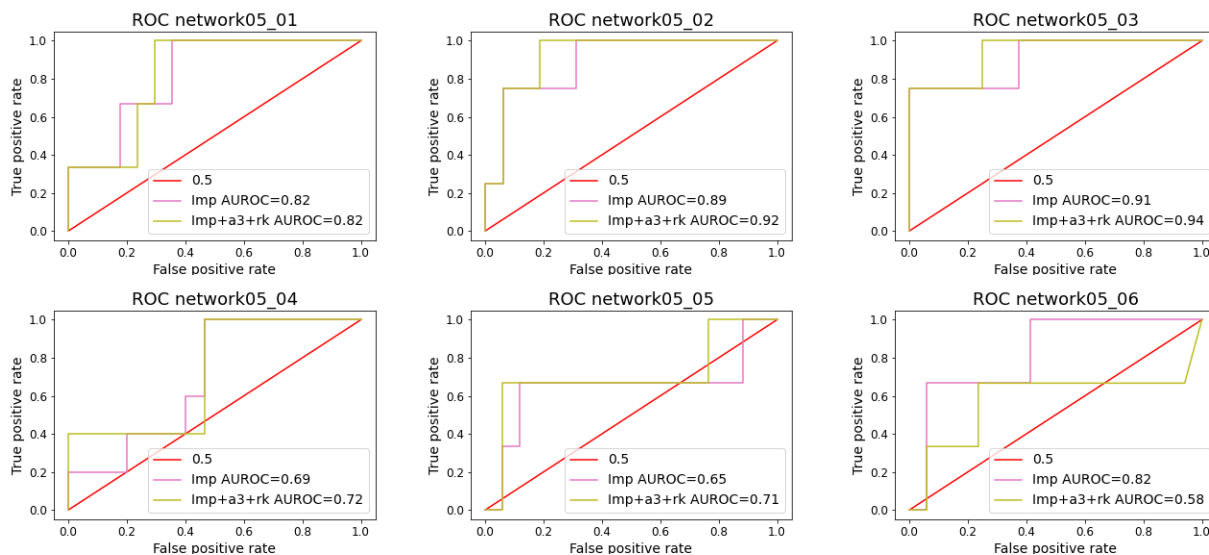 ROC network05_01
True positive rate
1.0
0.8
0.6
0.4
0.2
0.0
0.5
Imp AUROC=0.82
Imp+a3+rk AUROC=0.82
0.0 0.2 0.4 0.6 0.8 1.0
False positive rate
ROC network05_02
True positive rate
1.0
0.8
0.6
0.4
0.2
0.0
0.5
Imp AUROC=0.89
Imp+a3+rk AUROC=0.92
0.0 0.2 0.4 0.6 0.8 1.0
False positive rate
ROC network05_03
True positive rate
1.0
0.8
0.6
0.4
0.2
0.0
0.5
Imp AUROC=0.91
Imp+a3+rk AUROC=0.94
0.0 0.2 0.4 0.6 0.8 1.0
False positive rate
ROC network05_04
True positive rate
1.0
0.8
0.6
0.4
0.2
0.0
0.5
Imp AUROC=0.69
Imp+a3+rk AUROC=0.72
0.0 0.2 0.4 0.6 0.8 1.0
False positive rate
ROC network05_05
True positive rate
1.0
0.8
0.6
0.4
0.2
0.0
0.5
Imp AUROC=0.65
Imp+a3+rk AUROC=0.71
0.0 0.2 0.4 0.6 0.8 1.0
False positive rate
ROC network05_06
True positive rate
1.0
0.8
0.6
0.4
0.2
0.0
0.5
Imp AUROC=0.82
Imp+a3+rk AUROC=0.58
0.0 0.2 0.4 0.6 0.8 1.0
False positive rate